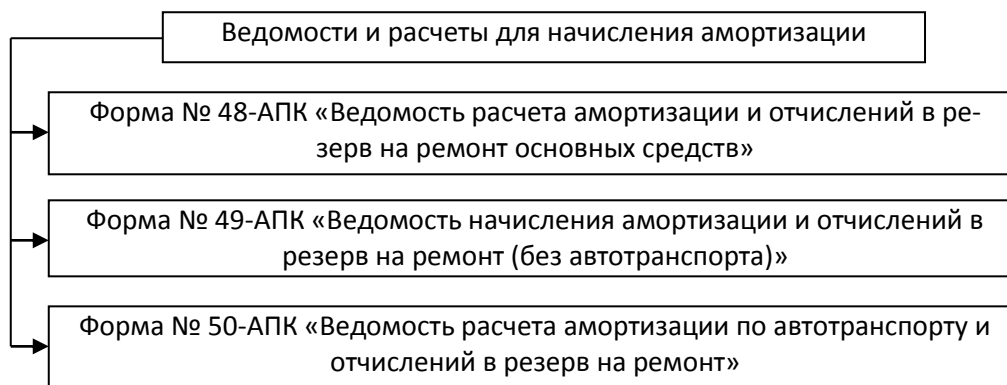 Ведомости и расчеты для начисления амортизации
Форма № 48-АПК «Ведомость расчета амортизации и отчислений в ре-
зерв на ремонт основных средств»
Форма № 49-АПК «Ведомость начисления амортизации и отчислений в
резерв на ремонт (без автотранспорта)»
Форма № 50-АПК «Ведомость расчета амортизации по автотранспорту и
отчислений в резерв на ремонт»